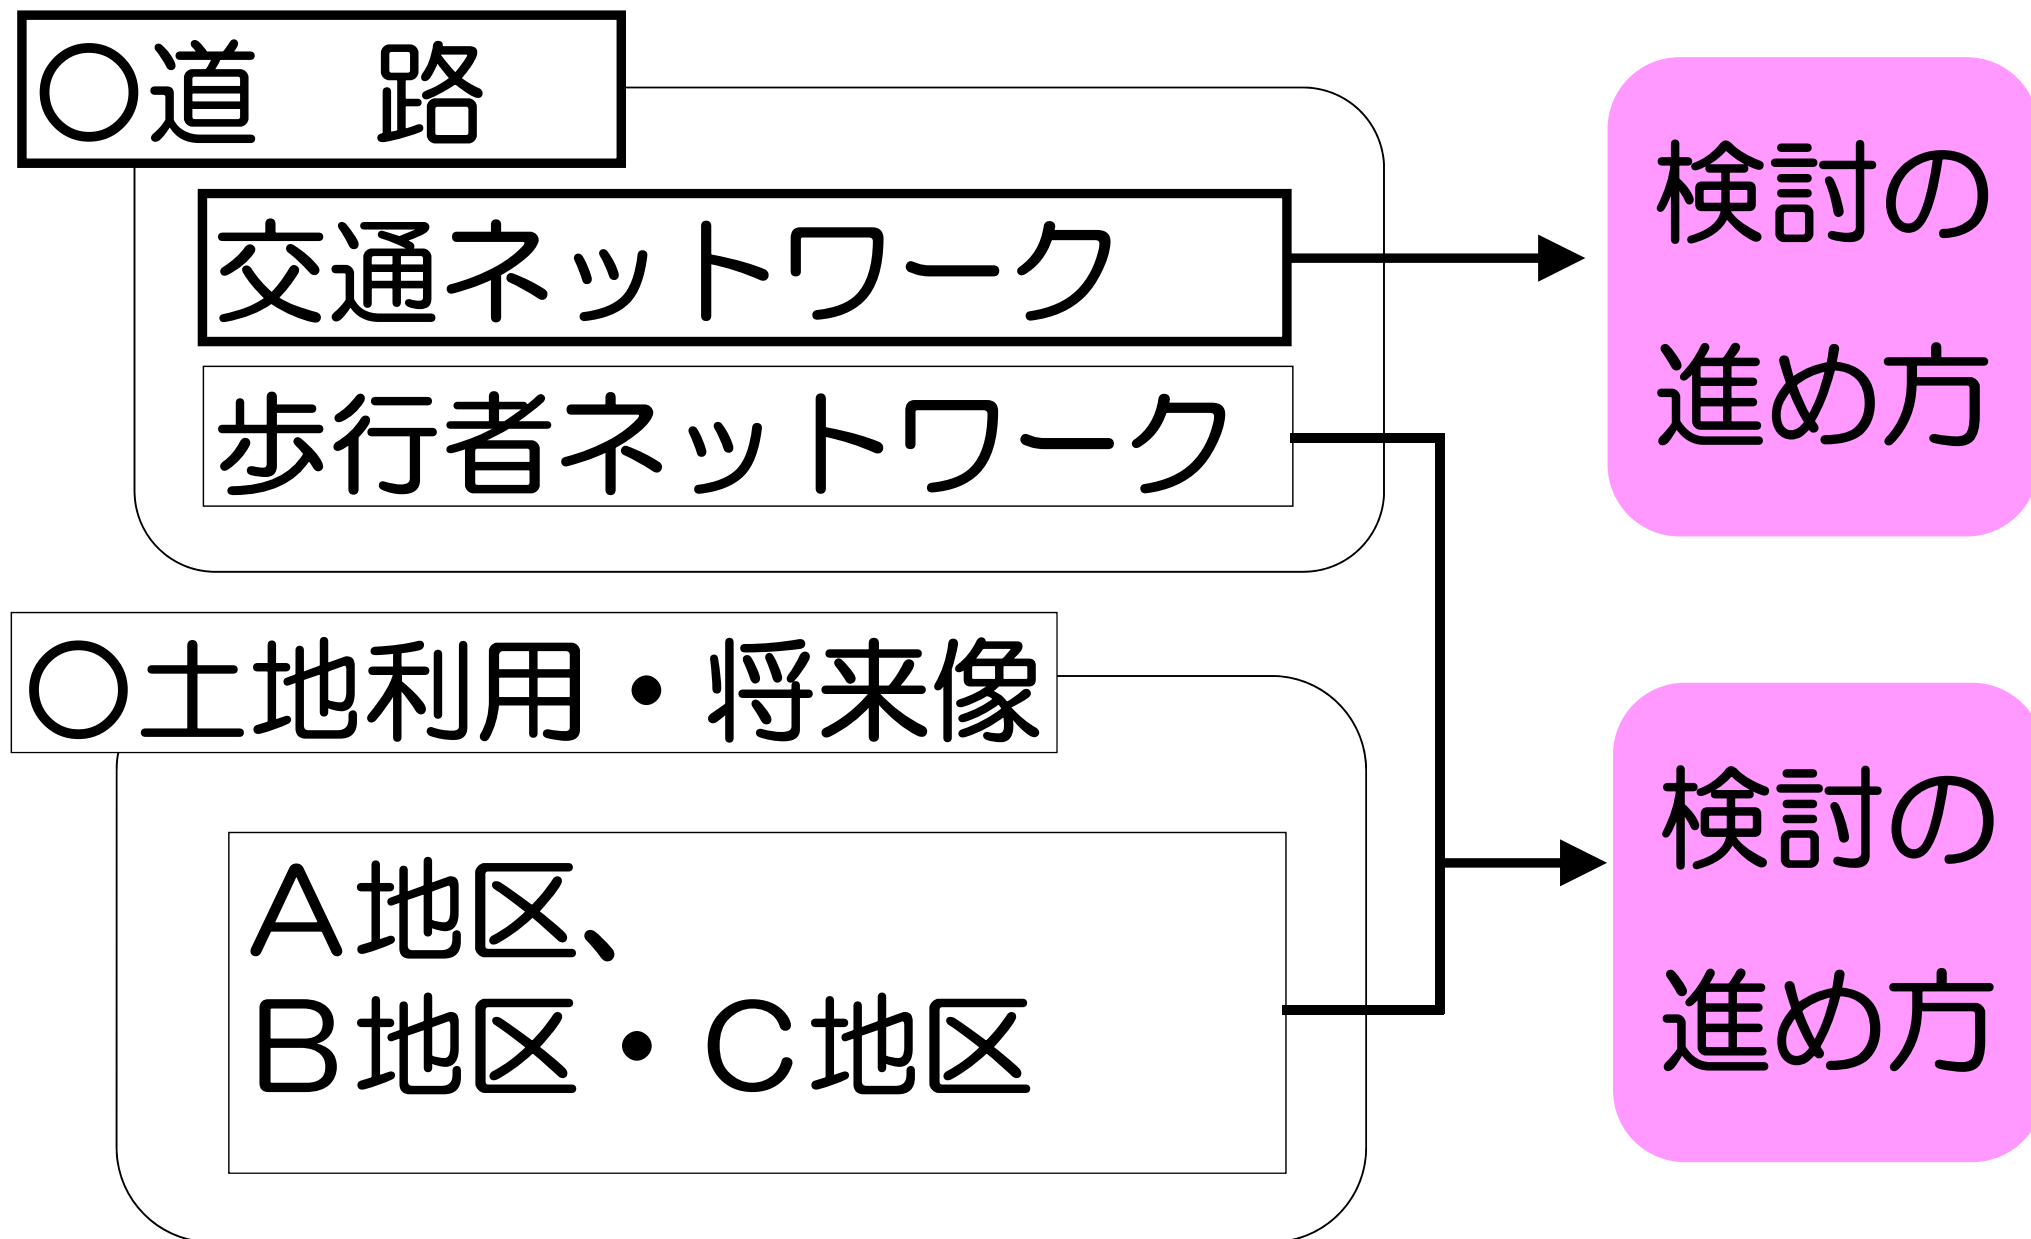 〇道　路
交通ネットワーク
歩行者ネットワーク
検討の
進め方
〇土地利用・将来像
A地区、
B地区・C地区
検討の
進め方